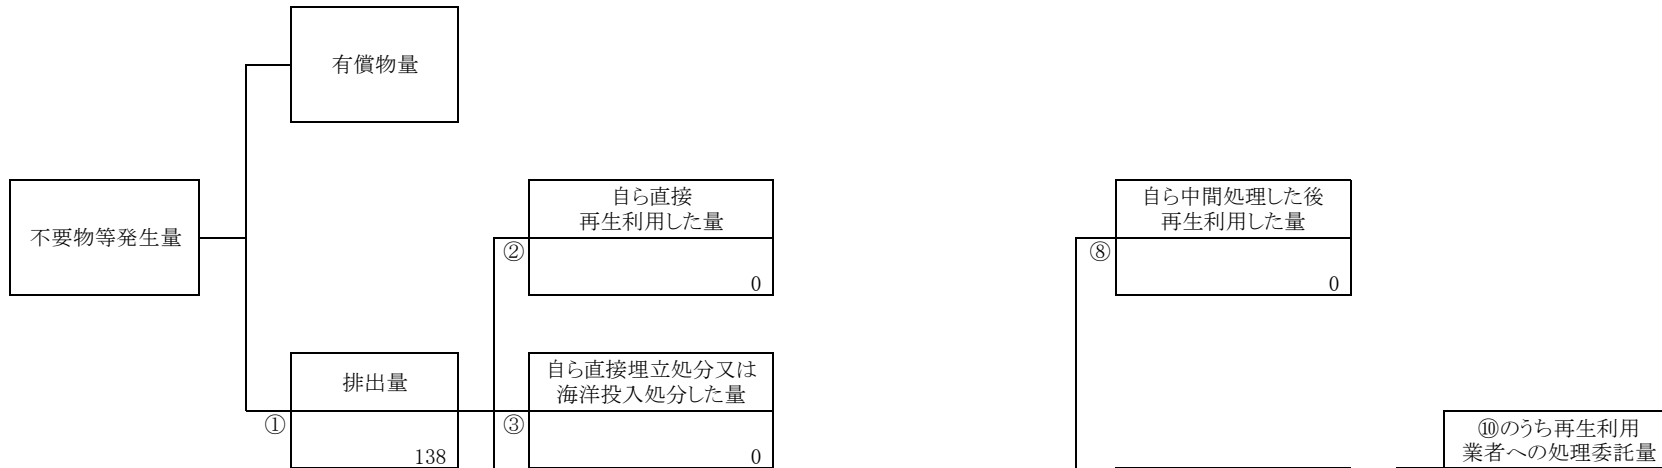 有償物量
不要物等発生量
自ら直接
再生利用した量
②
0
自ら中間処理した後
再生利用した量
⑧
0
排出量
①
138
自ら直接埋立処分又は
海洋投入処分した量
③
0
⑩のうち再生利用
業者への処理委託量